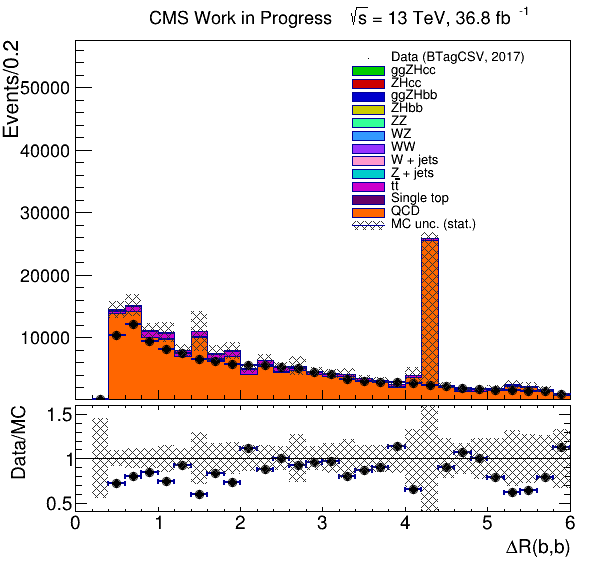 CMS Work in Progress √s = 13 TeV, 36.8 fb -1
Events/0.2
50000
40000
30000
20000
10000
Data (BTagCSV, 2017)
ggZHcc
ZHcc
ggZHbb
ZHbb
ZZ
WZ
WW
W + jets
Z + jets
tt̅
Single top
QCD
MC unc. (stat.)
Data/MC
1.5
1
0.5
0 1 2 3 4 5 6
ΔR(b,b)